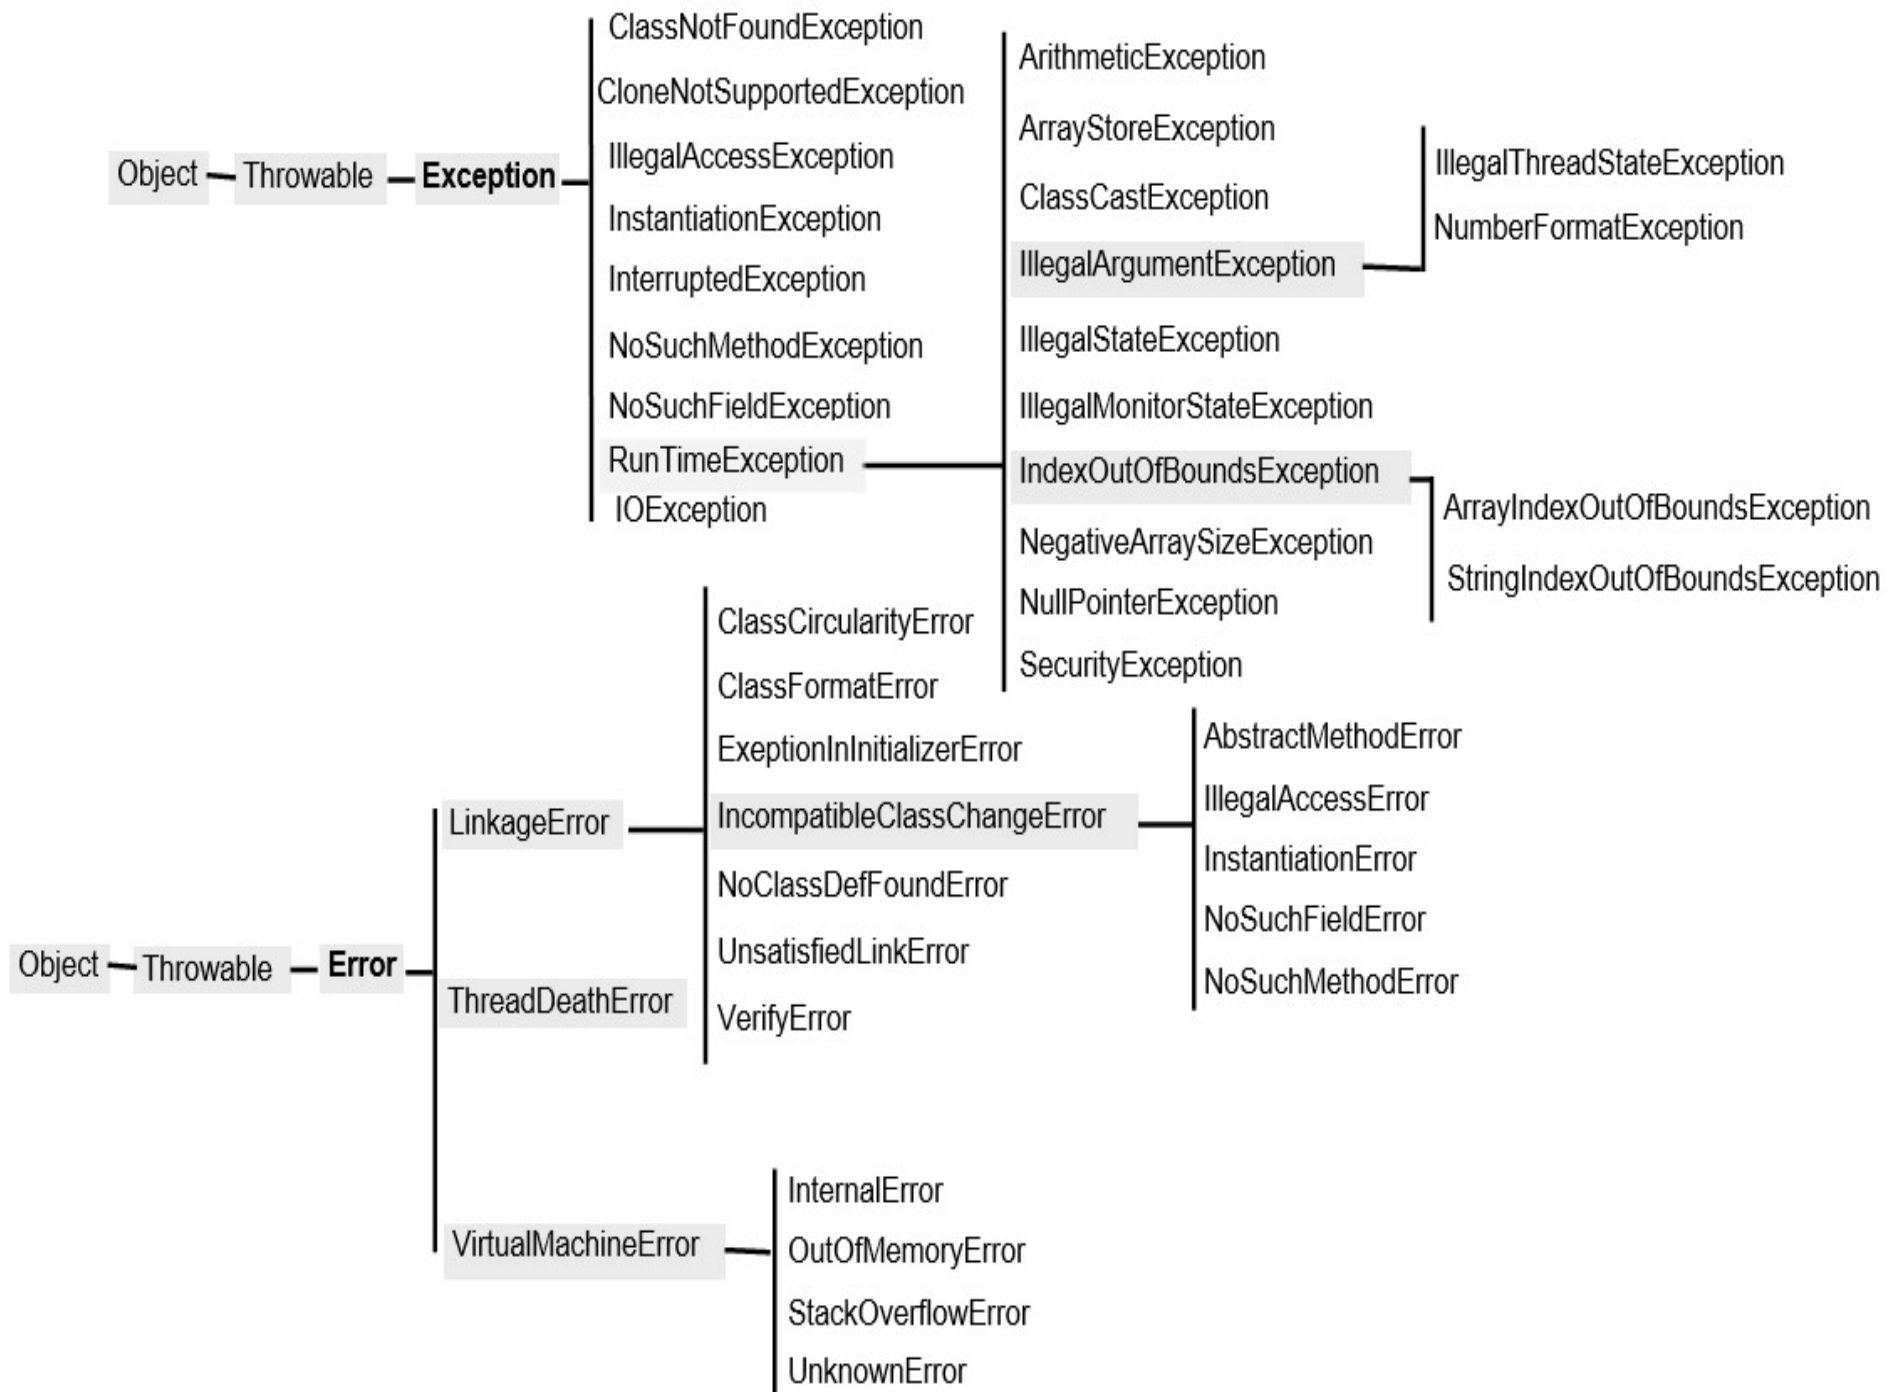 Object
Throwable
Exception
ClassNotFoundException
CloneNotSupportedException
IllegalAccessException
InstantiationException
InterruptedException
NoSuchMethodException
NoSuchFieldException
RunTimeException
IOException
ArithmeticException
ArrayStoreException
ClassCastException
IllegalArgumentException
IllegalStateException
IllegalMonitorStateException
IndexOutOfBoundsException
NegativeArraySizeException
NullPointerException
SecurityException
IllegalThreadStateException
NumberFormatException
ArrayIndexOutOfBoundsException
StringIndexOutOfBoundsException
Object
Throwable
Error
LinkageError
ThreadDeathError
VirtualMachineError
ClassCircularityError
ClassFormatError
ExeptionInInitializerError
IncompatibleClassChangeError
NoClassDefFoundError
UnsatisfiedLinkError
VerifyError
AbstractMethodError
IllegalAccessError
InstantiationError
NoSuchFieldError
NoSuchMethodError
InternalError
OutOfMemoryError
StackOverflowError
UnknownError